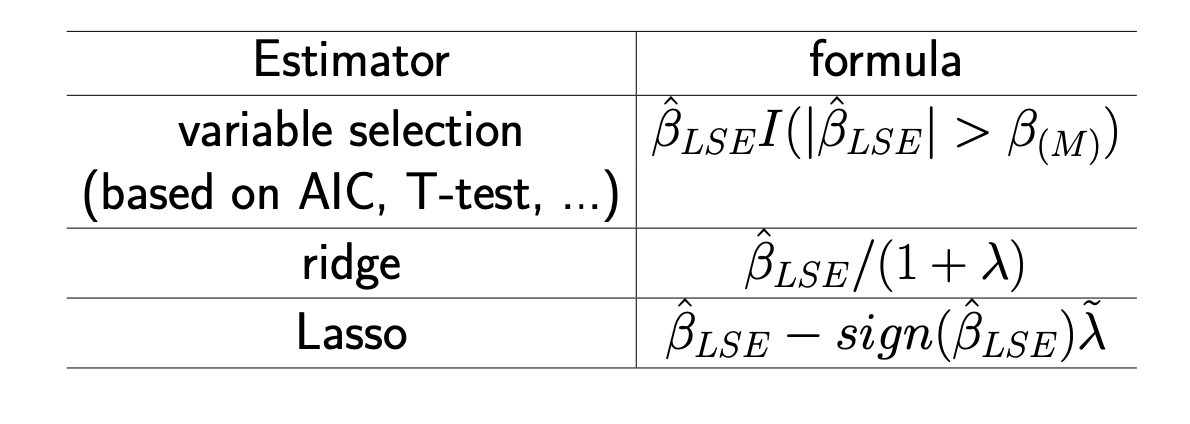 Estimator formula
variable selection β̂_LSE I(|β̂_LSE| > β_(M))
(based on AIC, T-test, ...)
ridge β̂_LSE/(1 + λ)
Lasso β̂_LSE − sign(β̂_LSE)λ̃